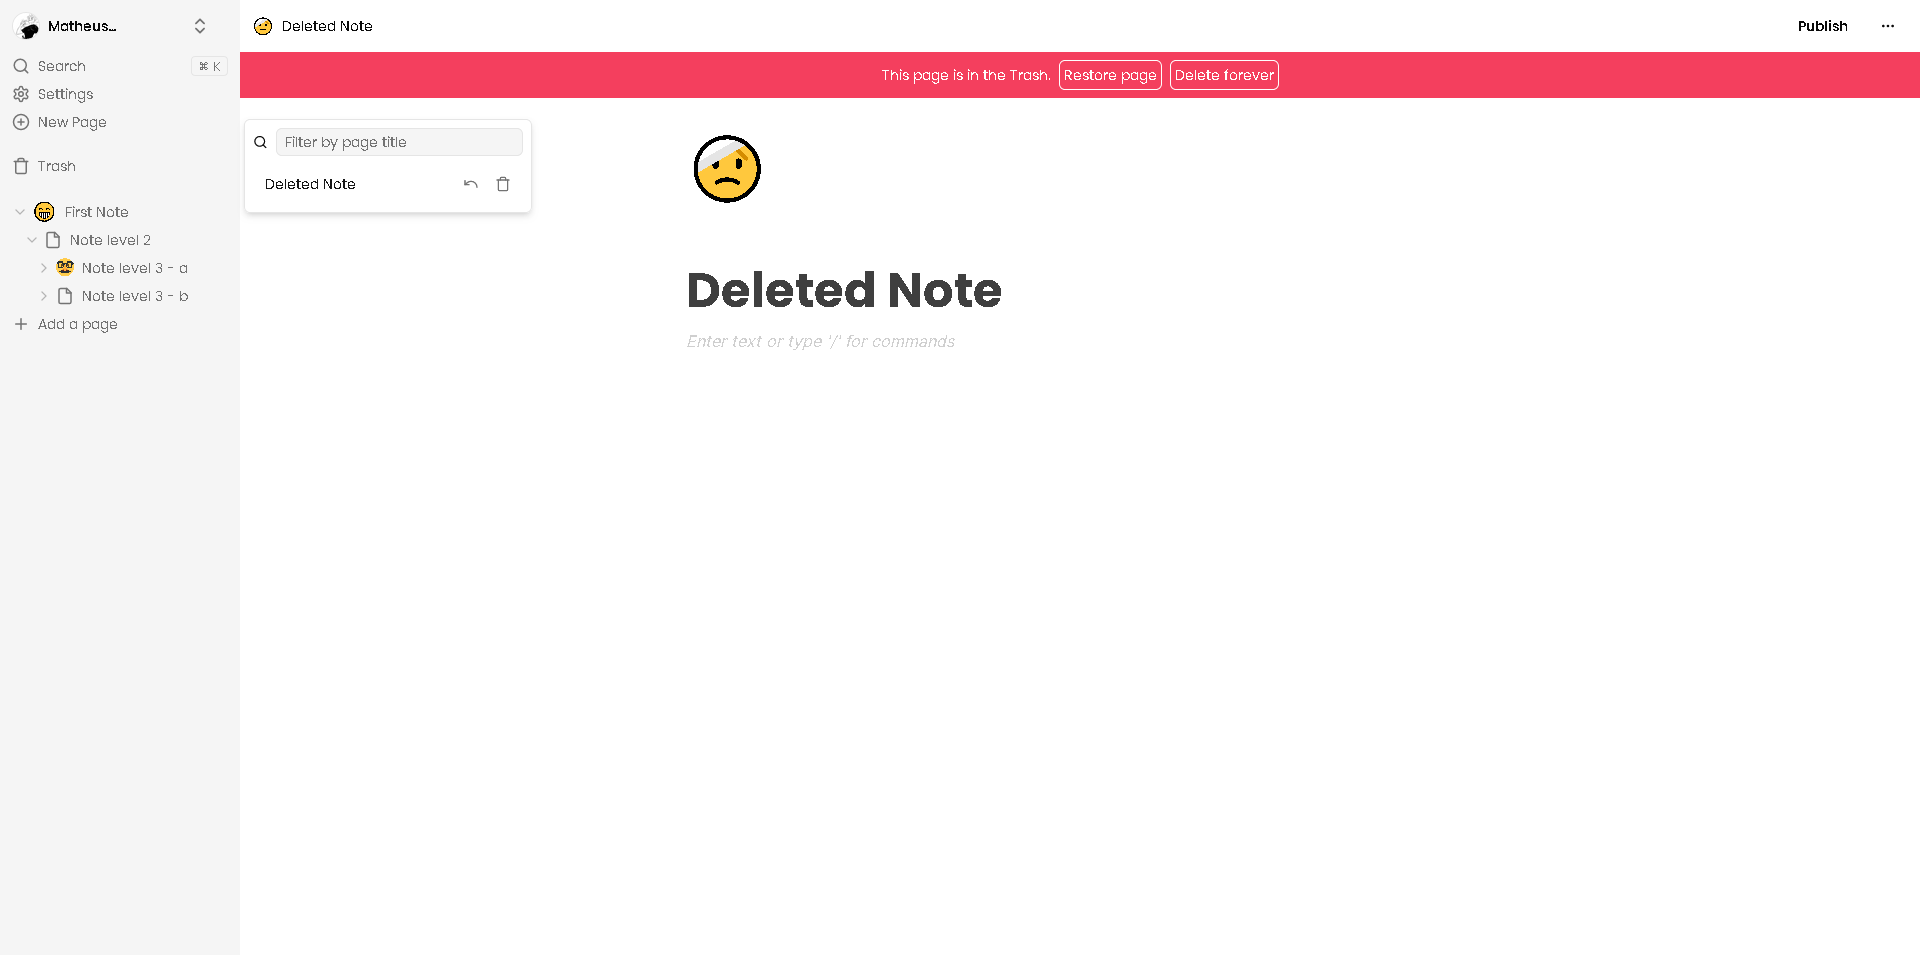 Matheus...
Search
⌘ K
Settings
New Page
Trash
First Note
Note level 2
Note level 3 - a
Note level 3 - b
Add a page
Deleted Note
Publish
This page is in the Trash. Restore page Delete forever
Filter by page title
Deleted Note
Deleted Note
Enter text or type '/' for commands